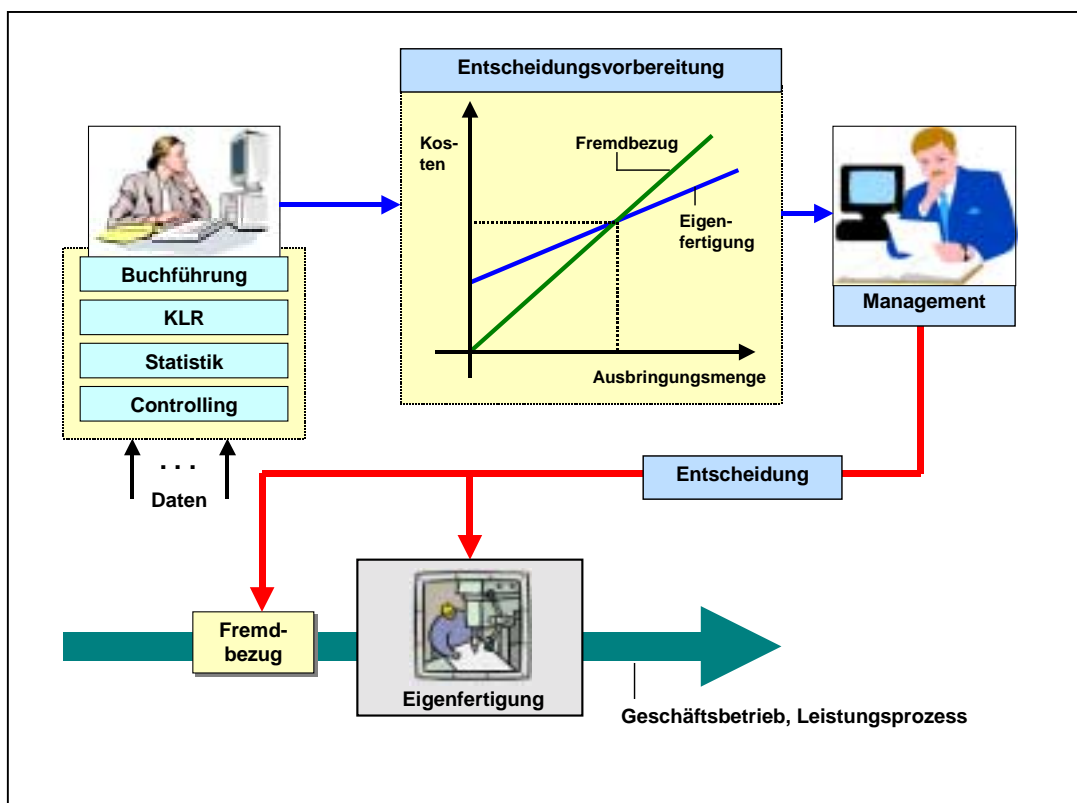 Entscheidungsvorbereitung
Kos-
ten
Fremdbezug
Eigen-
fertigung
Ausbringungsmenge
Buchführung
KLR
Statistik
Controlling
. . .
Daten
Management
Entscheidung
Fremd-
bezug
Eigenfertigung
Geschäftsbetrieb, Leistungsprozess